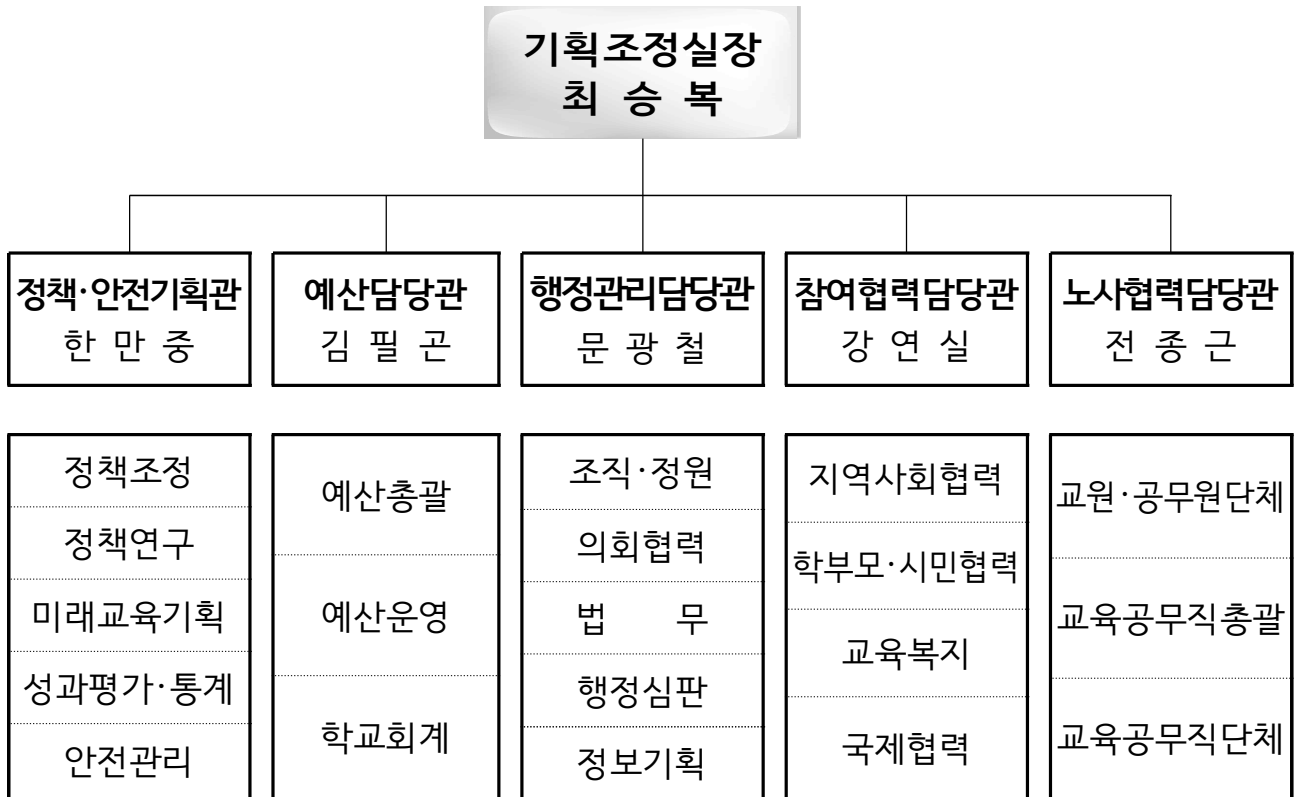 기획조정실장
최 승 복
정책·안전기획관
한 만 중
예산담당관
김 필 곤
행정관리담당관
문 광 철
참여협력담당관
강 연 실
노사협력담당관
전 종 근
정책조정
정책연구
미래교육기획
성과평가·통계
안전관리
예산총괄
예산운영
학교회계
조직·정원
의회협력
법 무
행정심판
정보기획
지역사회협력
학부모·시민협력
교육복지
국제협력
교원·공무원단체
교육공무직총괄
교육공무직단체